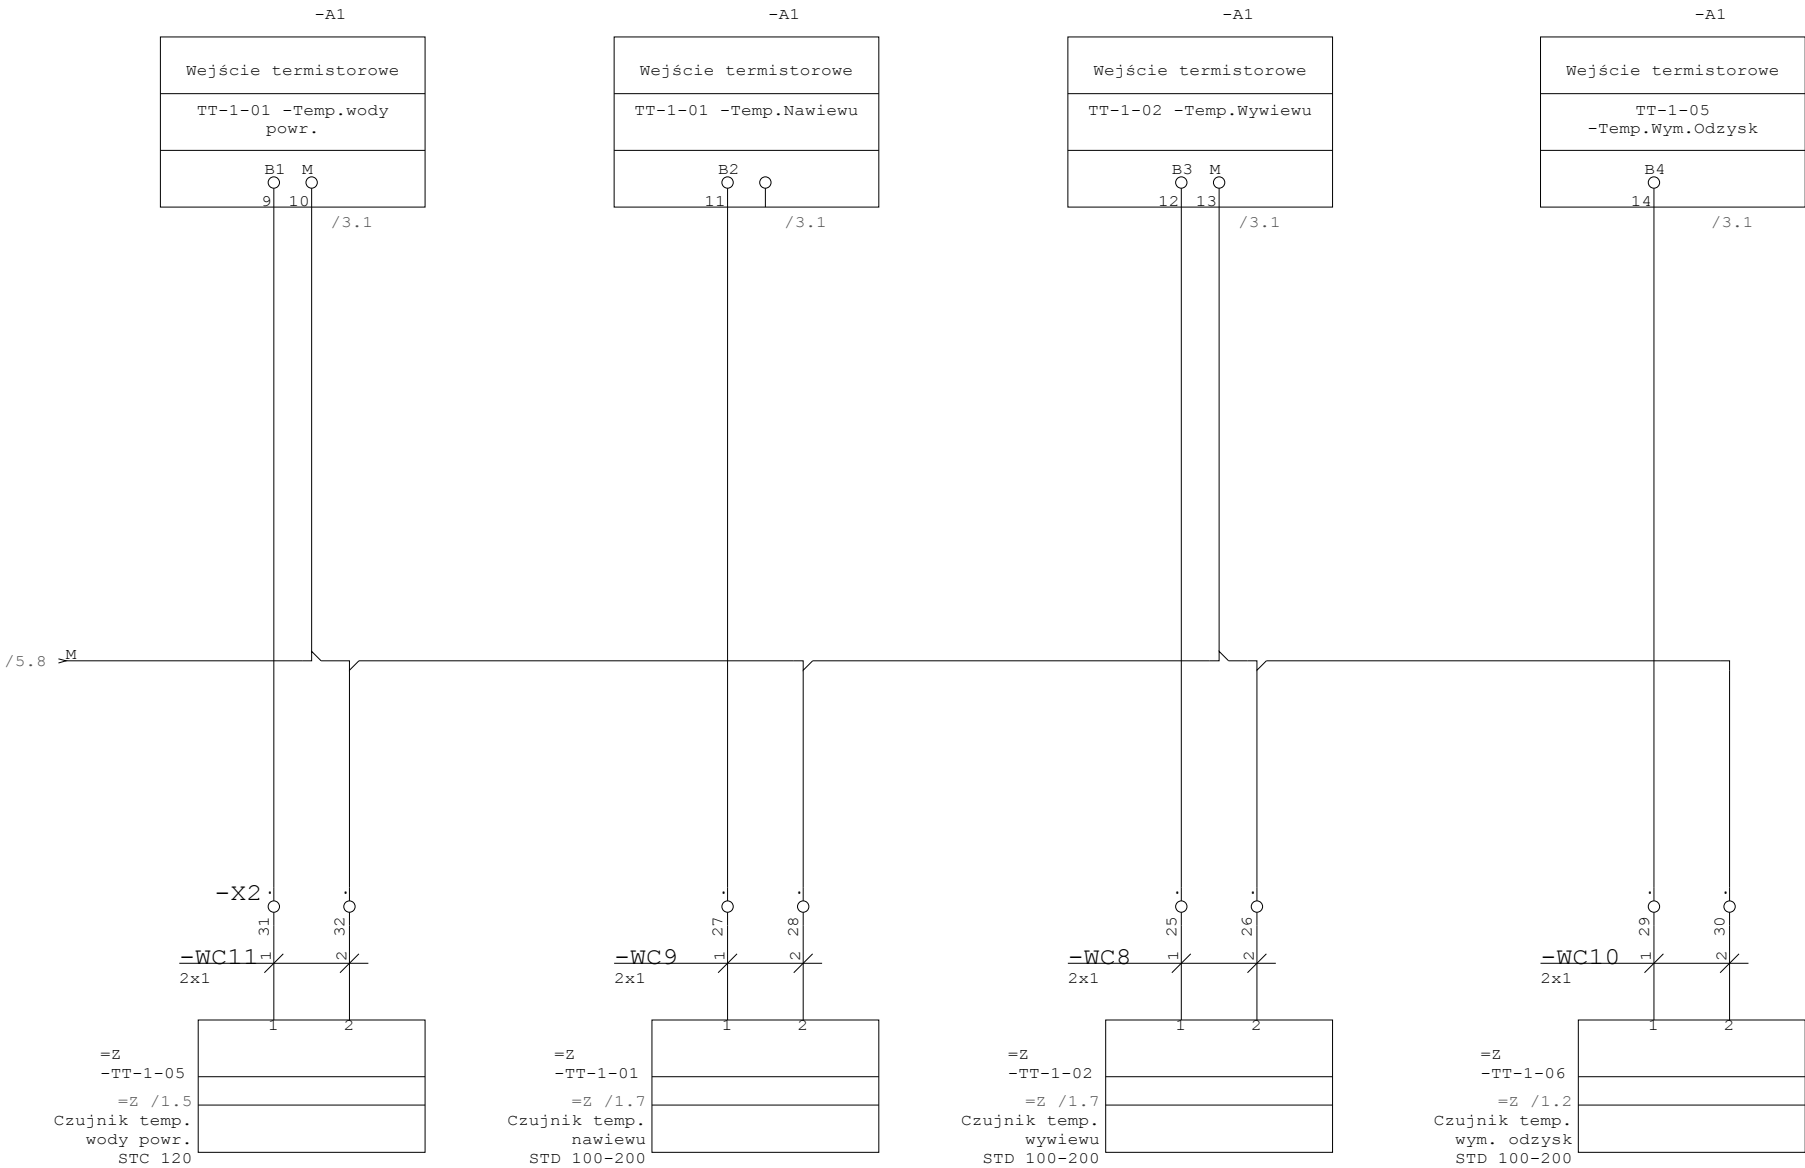 -A1 -A1 -A1 -A1
Wejście termistorowe Wejście termistorowe Wejście termistorowe Wejście termistorowe
TT-1-01 -Temp.wody
powr.
TT-1-01 -Temp.Nawiewu
TT-1-02 -Temp.Wywiewu
TT-1-05
-Temp.Wym.Odzysk
B1 M B2 B3 M B4
9 10 11 12 13 14
/3.1 /3.1 /3.1 /3.1
/5.8 M
-X2
31 32 27 28 25 26 29 30
-WC11 1 2 -WC9 1 2 -WC8 1 2 -WC10 1 2
2x1 2x1 2x1 2x1
1 2 1 2 1 2 1 2
=Z
-TT-1-05
=Z /1.5
Czujnik temp.
wody powr.
STC 120
=Z
-TT-1-01
=Z /1.7
Czujnik temp.
nawiewu
STD 100-200
=Z
-TT-1-02
=Z /1.7
Czujnik temp.
wywiewu
STD 100-200
=Z
-TT-1-06
=Z /1.2
Czujnik temp.
wym. odzysk
STD 100-200